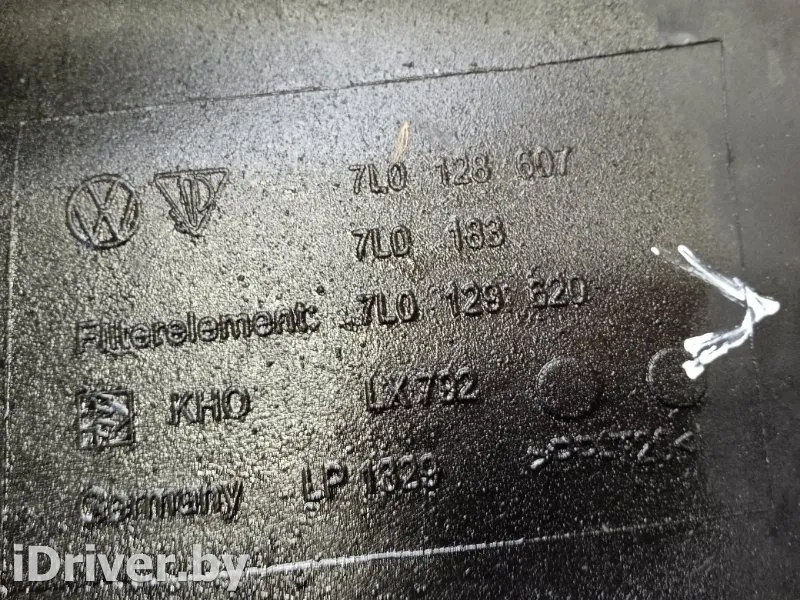 7L0 128 607
7L0 183
Filterelement: 7L0 129 620
KHO LX 792
Germany LP 1329
iDriver.by